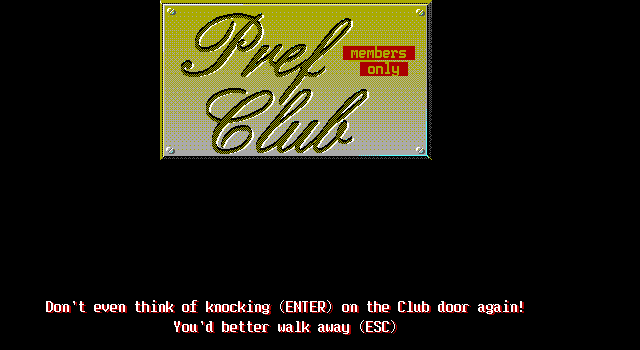 Pref
members
only
Club
Don't even think of knocking (ENTER) on the Club door again!
You'd better walk away (ESC)